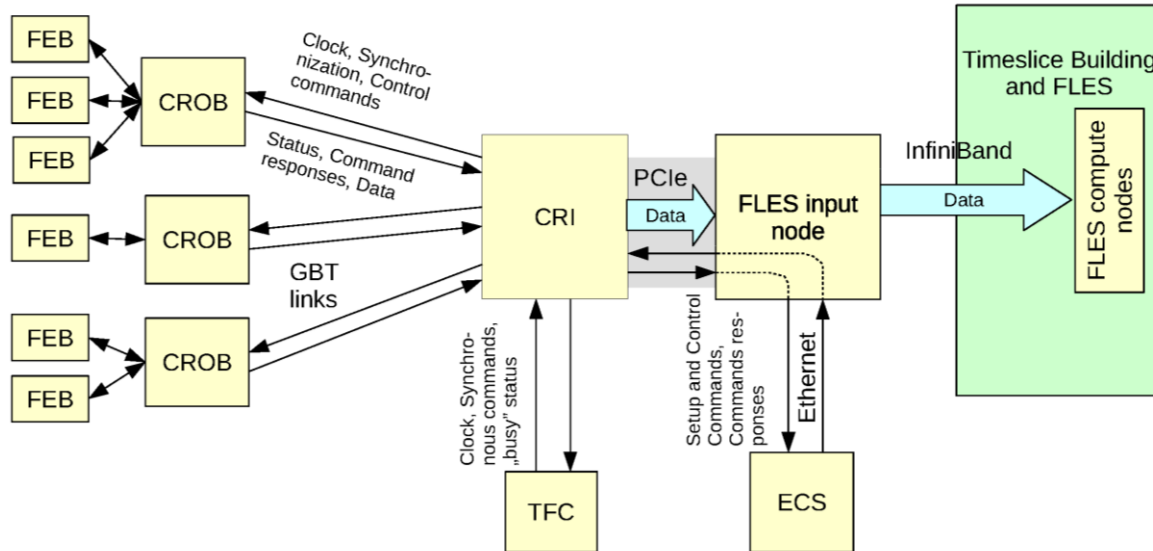 FEB
FEB
FEB
CROB
Clock, Synchro-
nization, Control
commands
Status, Command
responses, Data
FEB
CROB
GBT
links
FEB
FEB
CROB
CRI
PCIe
Data
FLES input
node
InfiniBand
Data
Timeslice Building
and FLES
FLES compute
nodes
Clock, Synchro-
nous commands,
„busy” status
TFC
Setup and Control
Commands,
Commands res-
ponses
Ethernet
ECS